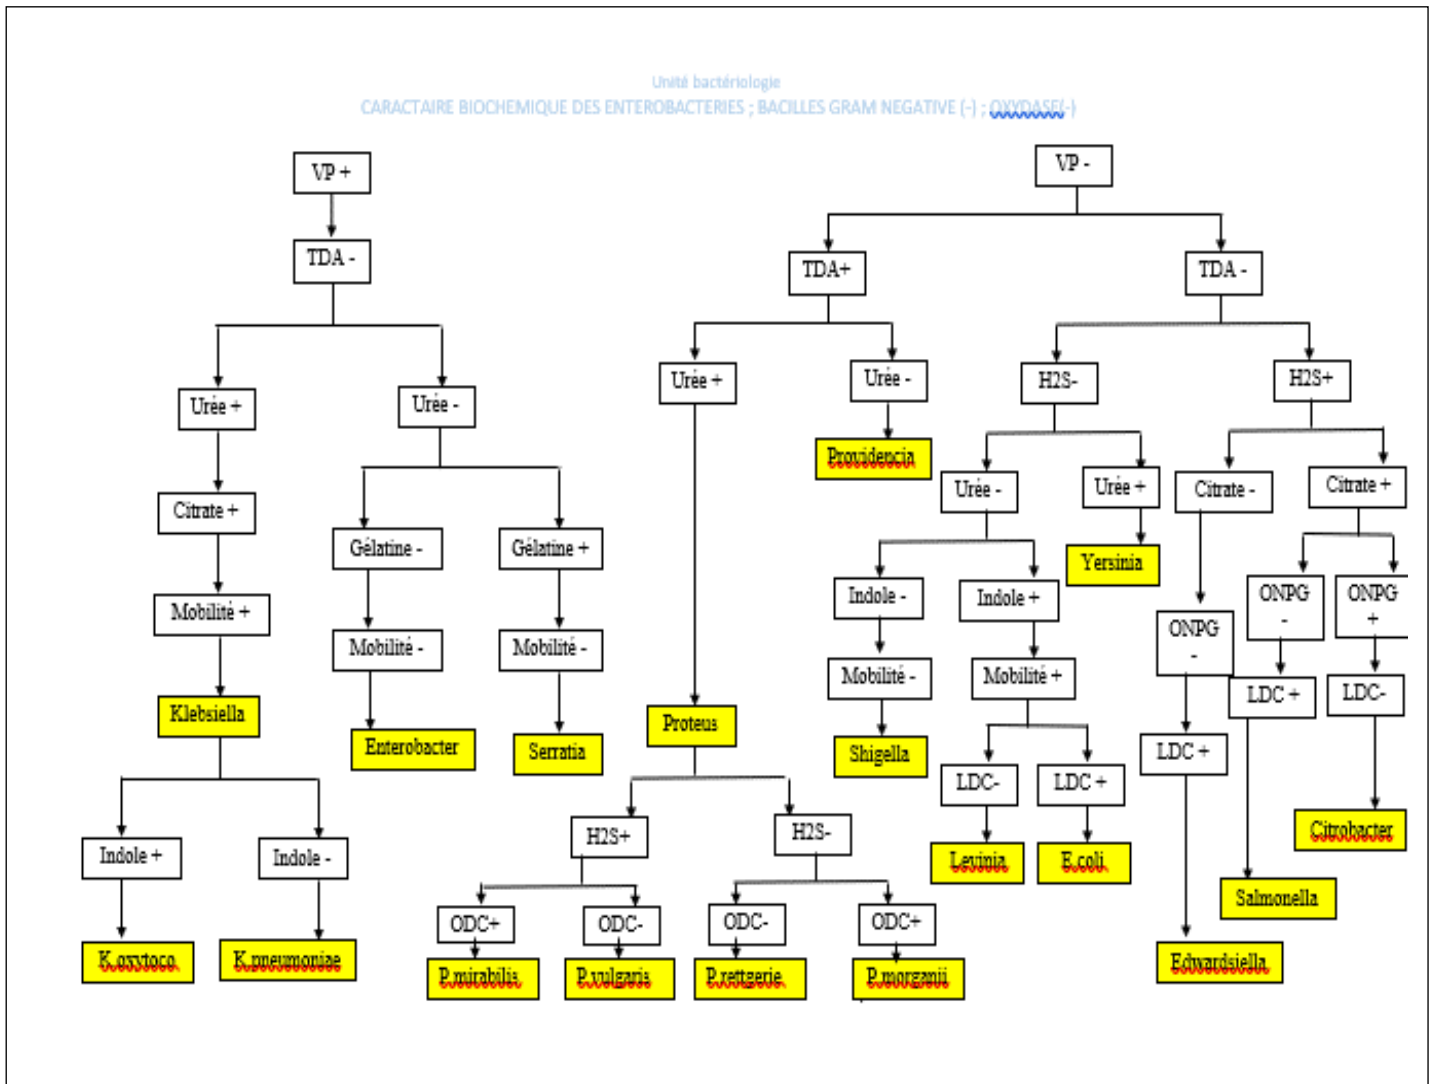 Unité bactériologie
CARACTAIRE BIOCHEMIQUE DES ENTEROBACTERIES ; BACILLES GRAM NEGATIVE (-) ; OXYDASE(-)
VP +
VP -
TDA -
TDA+
TDA -
Urée +
Urée -
Urée +
Urée -
H2S-
H2S+
Providencia
Citrate +
Gélatine -
Gélatine +
Urée -
Urée +
Citrate -
Citrate +
Yersinia
Mobilité +
Mobilité -
Mobilité -
Indole -
Indole +
ONPG
-
ONPG
-
ONPG
+
Klebsiella
Enterobacter
Serratia
Proteus
Mobilité -
Mobilité +
LDC +
LDC-
Shigella
LDC-
LDC +
LDC +
Indole +
Indole -
H2S+
H2S-
Levinia
E.coli
Citrobacter
Salmonella
ODC+
ODC-
ODC-
ODC+
K.oxytoco
K.pneumoniae
P.mirabilis
P.vulgaris
P.rettgerie
P.morganii
Edwardsiella